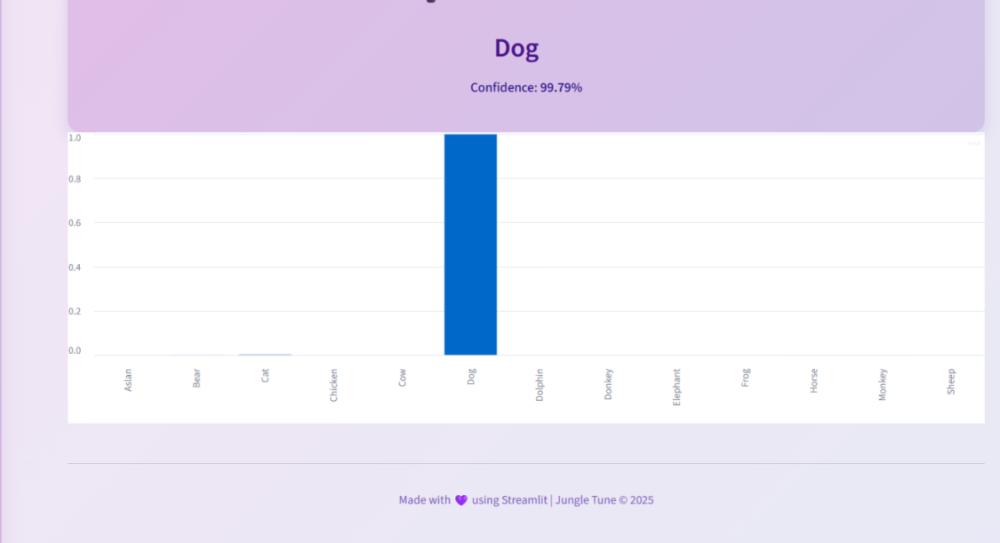 Dog
Confidence: 99.79%
1.0
0.8
0.6
0.4
0.2
0.0
Aslan
Bear
Cat
Chicken
Cow
Dog
Dolphin
Donkey
Elephant
Frog
Horse
Monkey
Sheep
Made with 💜 using Streamlit | Jungle Tune © 2025